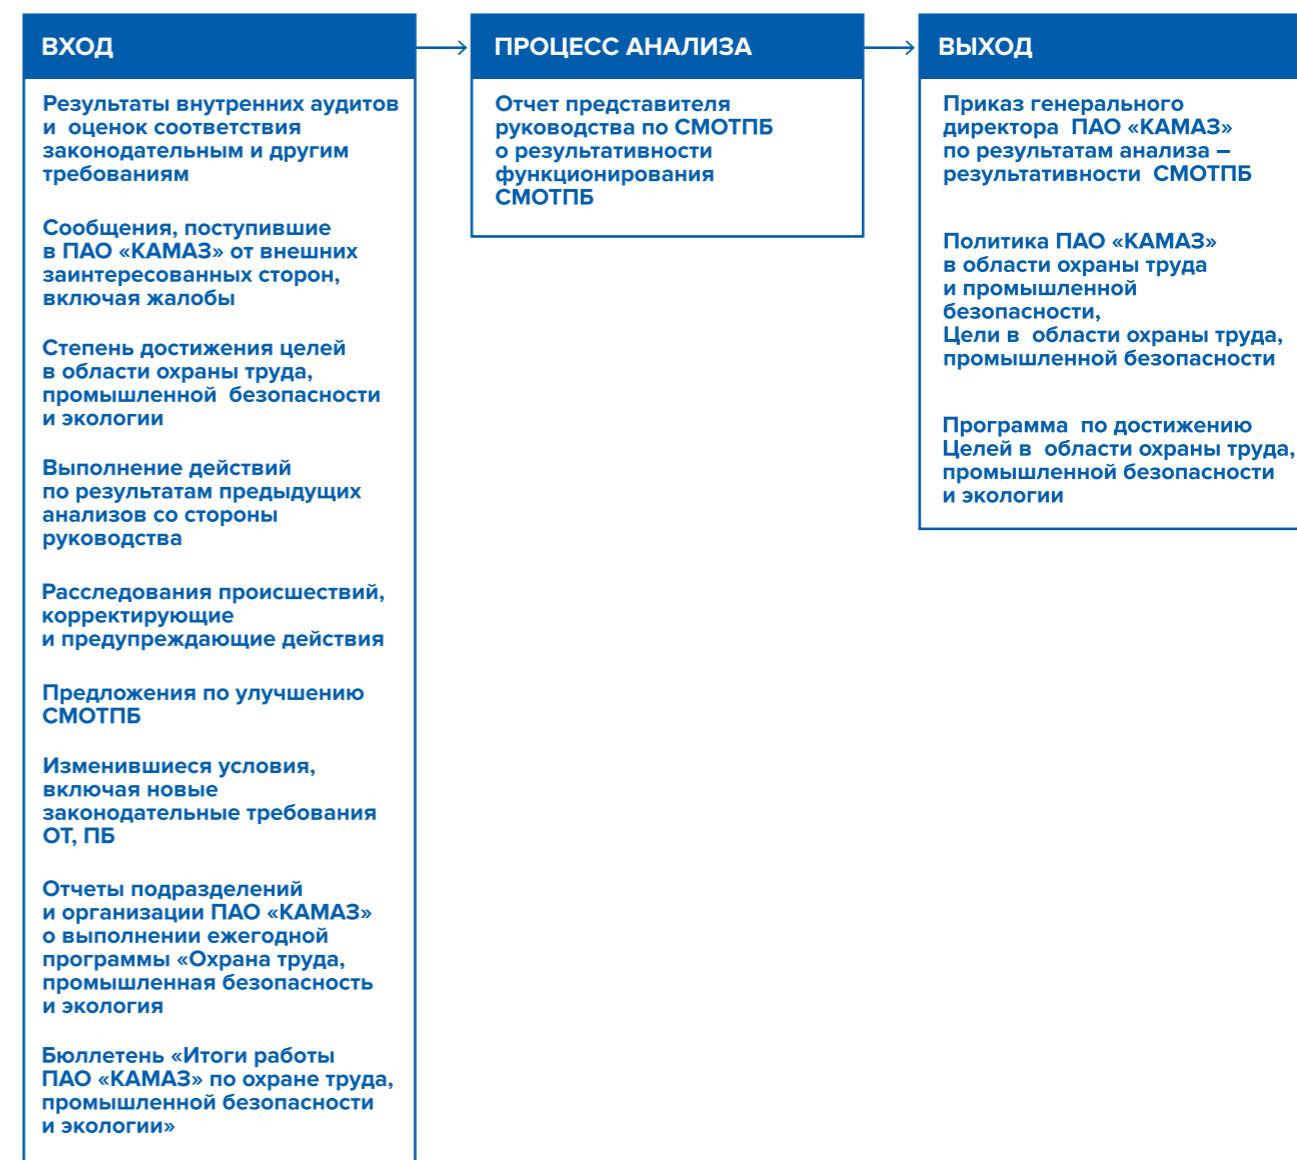 ВХОД
Результаты внутренних аудитов
и оценок соответствия
законодательным и другим
требованиям
Сообщения, поступившие
в ПАО «КАМАЗ» от внешних
заинтересованных сторон,
включая жалобы
Степень достижения целей
в области охраны труда,
промышленной безопасности
и экологии
Выполнение действий
по результатам предыдущих
анализов со стороны
руководства
Расследования происшествий,
корректирующие
и предупреждающие действия
Предложения по улучшению
СМОТПБ
Изменившиеся условия,
включая новые
законодательные требования
ОТ, ПБ
Отчеты подразделений
и организации ПАО «КАМАЗ»
о выполнении ежегодной
программы «Охрана труда,
промышленная безопасность
и экология
Бюллетень «Итоги работы
ПАО «КАМАЗ» по охране труда,
промышленной безопасности
и экологии»
ПРОЦЕСС АНАЛИЗА
Отчет представителя
руководства по СМОТПБ
о результативности
функционирования
СМОТПБ
ВЫХОД
Приказ генерального
директора ПАО «КАМАЗ»
по результатам анализа –
результативности СМОТПБ
Политика ПАО «КАМАЗ»
в области охраны труда
и промышленной
безопасности,
Цели в области охраны труда,
промышленной безопасности
Программа по достижению
Целей в области охраны труда,
промышленной безопасности
и экологии